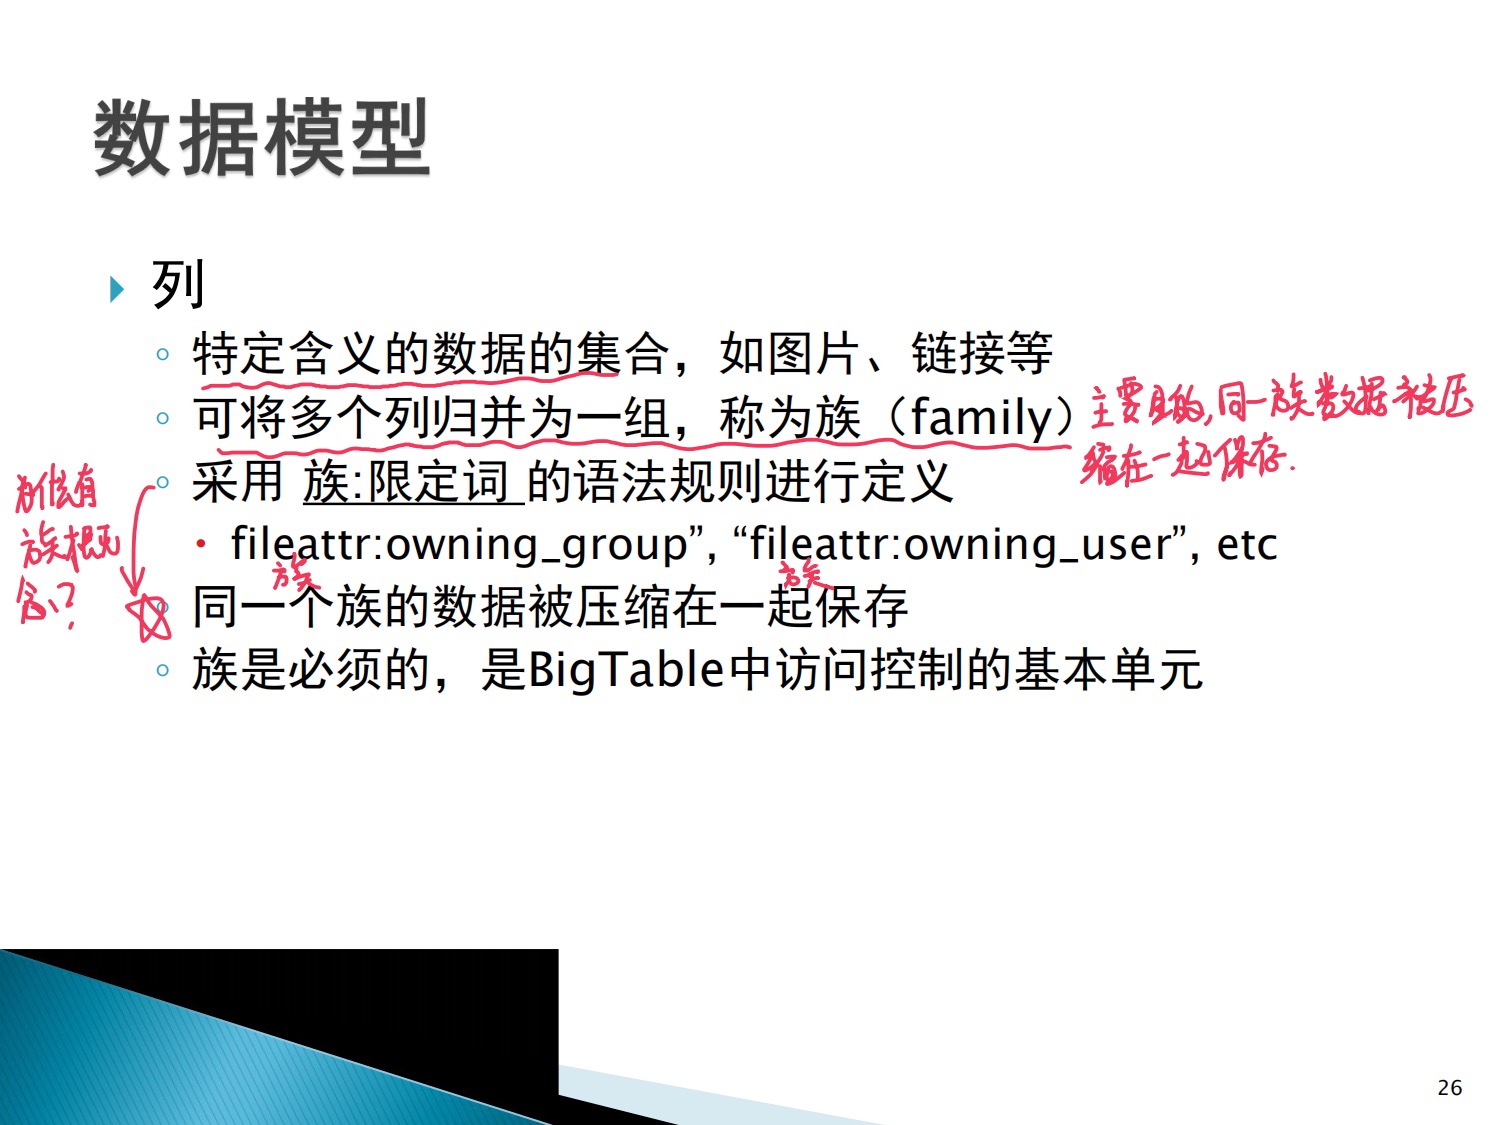 数据模型
列
特定含义的数据的集合，如图片、链接等
可将多个列归并为一组，称为族（family）
主要目的，同一族数据被压
缩在一起保存.
采用 族:限定词 的语法规则进行定义
为什么有
族概
念?
fileattr:owning_group”, “fileattr:owning_user”, etc
族 族
同一个族的数据被压缩在一起保存
族是必须的，是BigTable中访问控制的基本单元
26